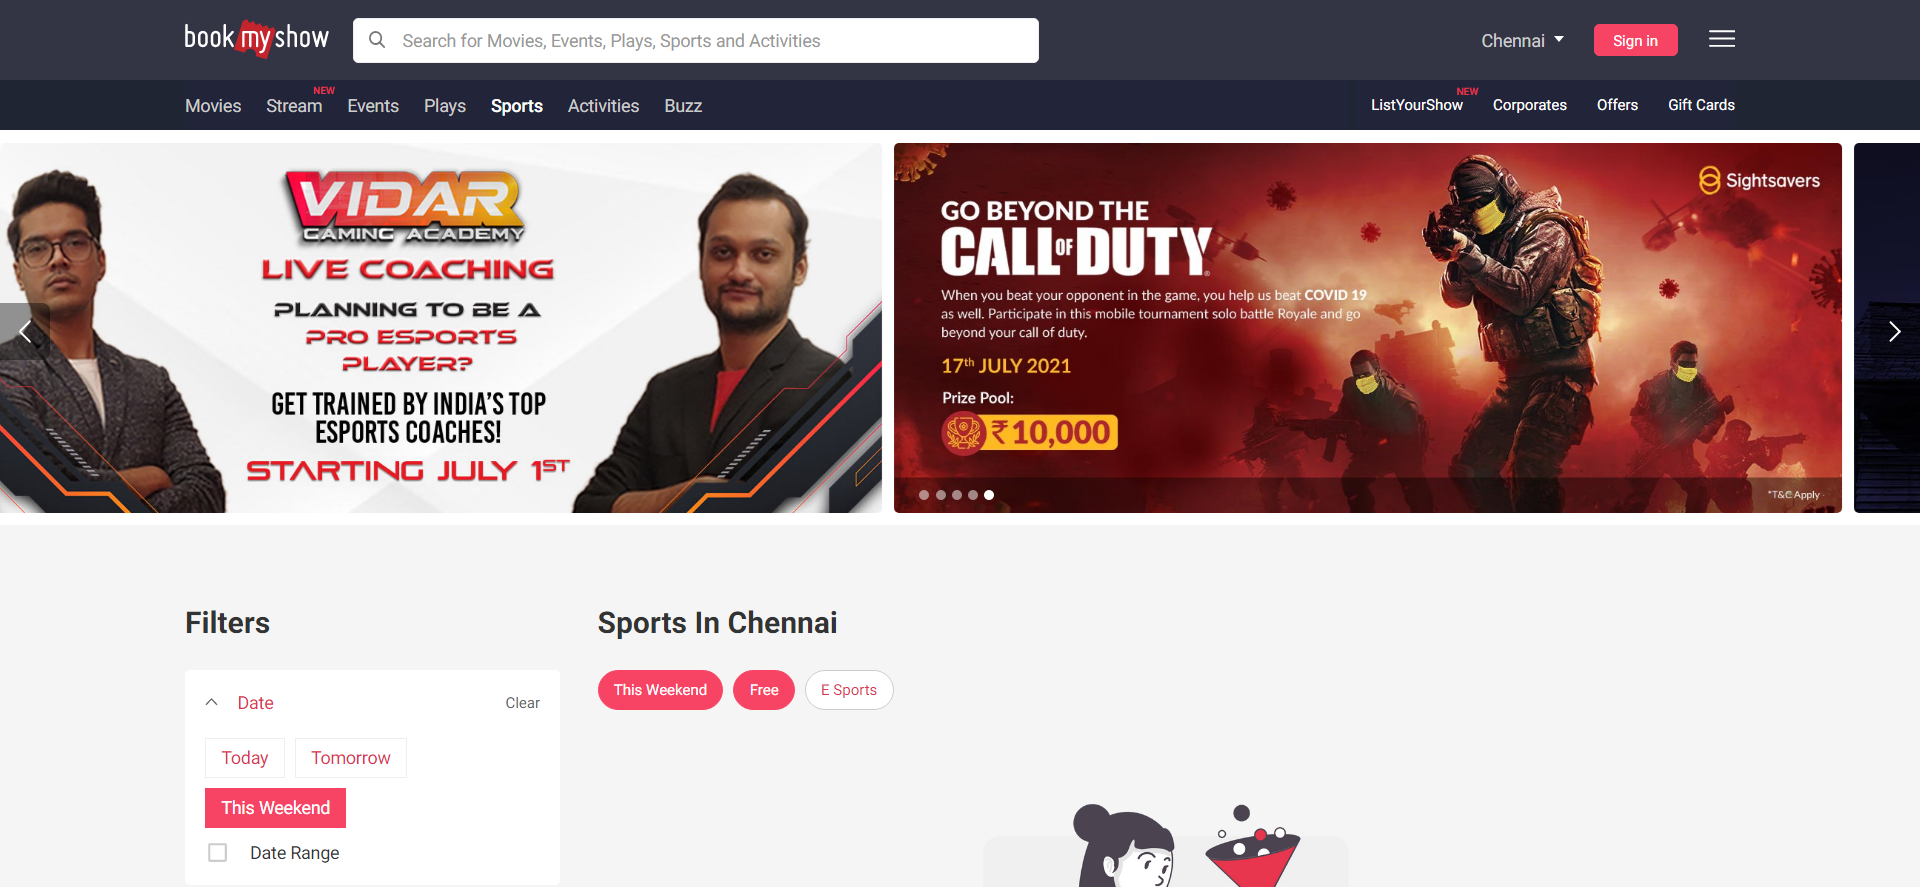 bookmyshow
Search for Movies, Events, Plays, Sports and Activities
Chennai
Sign in
Movies
Stream
NEW
Events
Plays
Sports
Activities
Buzz
ListYourShow
NEW
Corporates
Offers
Gift Cards
VIDAR
GAMING ACADEMY
LIVE COACHING
PLANNING TO BE A
PRO ESPORTS
PLAYER?
GET TRAINED BY INDIA'S TOP
ESPORTS COACHES!
STARTING JULY 1ST
Sightsavers
GO BEYOND THE
CALL OF DUTY®
When you beat your opponent in the game, you help us beat COVID 19
as well. Participate in this mobile tournament solo battle Royale and go
beyond your call of duty.
17th JULY 2021
Prize Pool:
₹10,000
*T&C Apply
Filters
Date
Clear
Today
Tomorrow
This Weekend
Date Range
Sports In Chennai
This Weekend
Free
E Sports